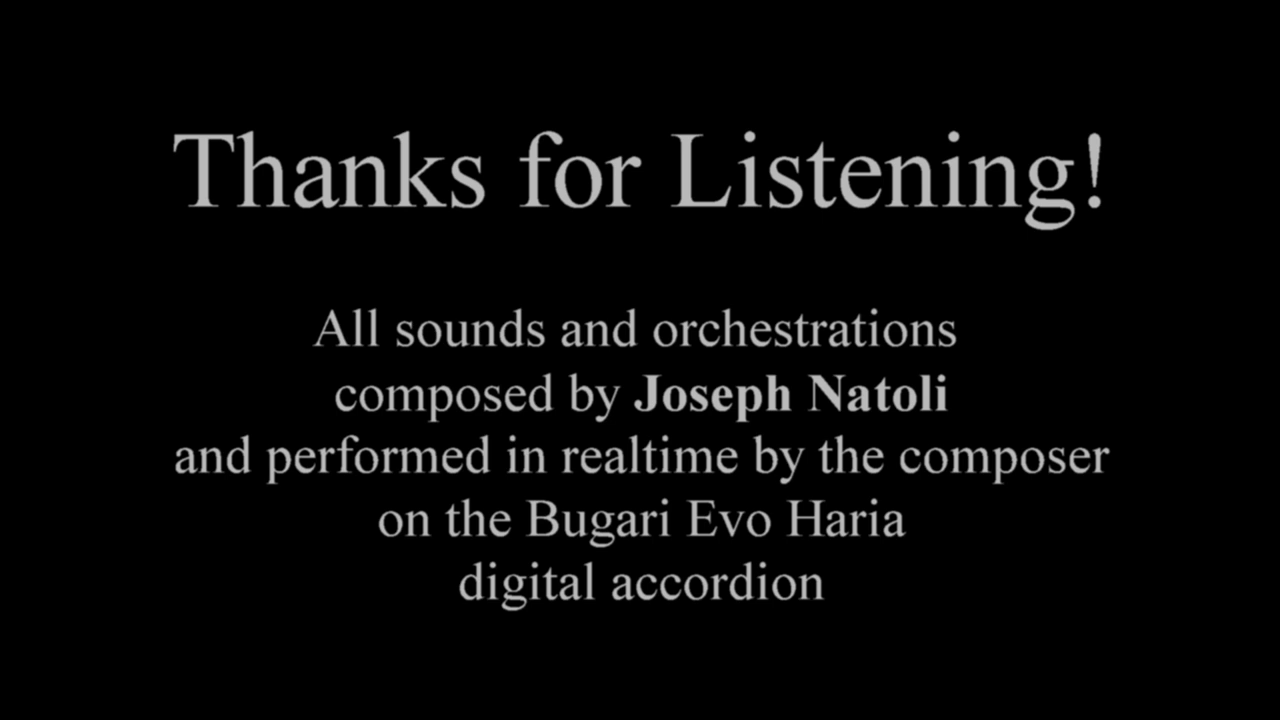 Thanks for Listening!
All sounds and orchestrations
composed by Joseph Natoli
and performed in realtime by the composer
on the Bugari Evo Haria
digital accordion